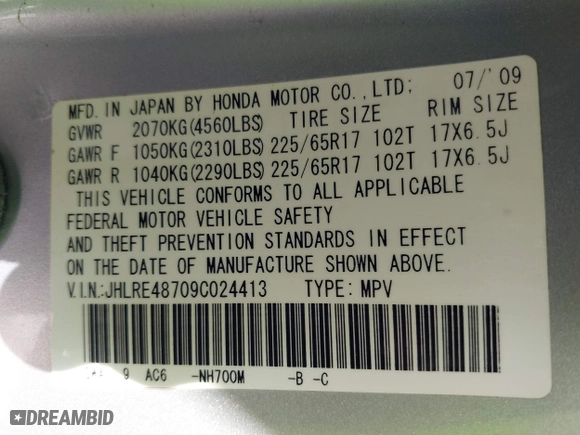 MFD. IN JAPAN BY HONDA MOTOR CO., LTD: 07/'09
GVWR 2070KG(4560LBS) TIRE SIZE RIM SIZE
GAWR F 1050KG(2310LBS) 225/65R17 102T 17X6.5J
GAWR R 1040KG(2290LBS) 225/65R17 102T 17X6.5J
THIS VEHICLE CONFORMS TO ALL APPLICABLE
FEDERAL MOTOR VEHICLE SAFETY
AND THEFT PREVENTION STANDARDS IN EFFECT
ON THE DATE OF MANUFACTURE SHOWN ABOVE.
V.I.N.:JHLRE48709C024413 TYPE: MPV
9 AC6 -NH700M -B -C
DREAMBID